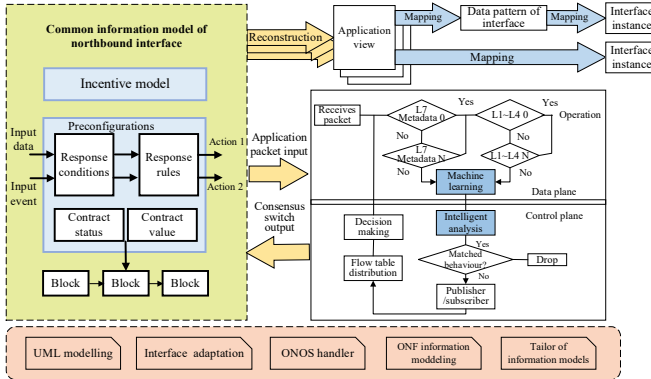 Common information model of
northbound interface
Incentive model
Preconfigurations
Input
data
Input
event
Response
conditions
Response
rules
Action 1
Action 2
Contract
status
Contract
value
Block
Block
Block
Reconstruction
Application
view
Mapping
Data pattern of
interface
Mapping
Interface
instance
Mapping
Interface
instance
Application
packet input
Consensus
switch
output
Receives
packet
L7
Metadata 0
Yes
L1~L4 0
Yes
Operation
No
No
L7
Metadata N
L1~L4 N
No
No
Machine
learning
Data plane
Control plane
Intelligent
analysis
Decision
making
Yes
Matched
behaviour?
Drop
Flow table
distribution
No
Publisher
/subscriber
UML modelling
Interface adaptation
ONOS handler
ONF information
moddeling
Tailor of
information models